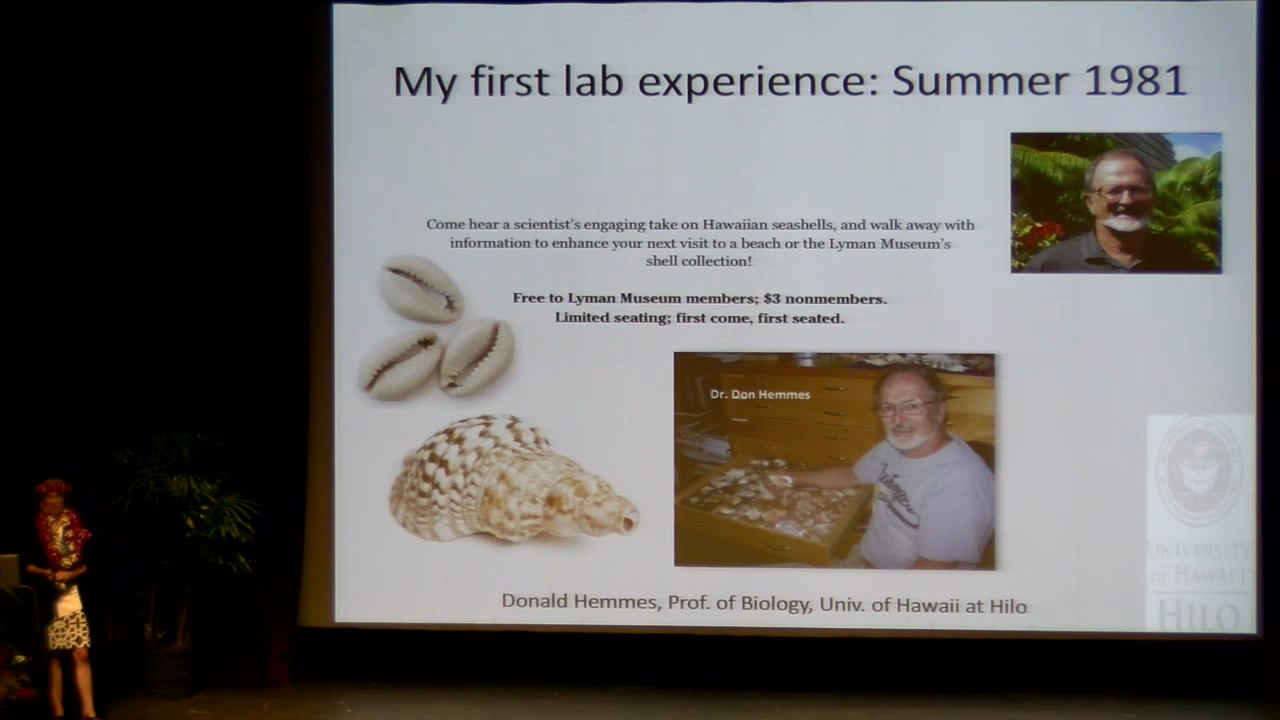 My first lab experience: Summer 1981
Come hear a scientist's engaging take on Hawaiian seashells, and walk away with
information to enhance your next visit to a beach or the Lyman Museum's
shell collection!
Free to Lyman Museum members; $3 nonmembers.
Limited seating; first come, first seated.
Dr. Don Hemmes
Donald Hemmes, Prof. of Biology, Univ. of Hawaii at Hilo
UNIVERSITY
of HAWAI'I
HILO